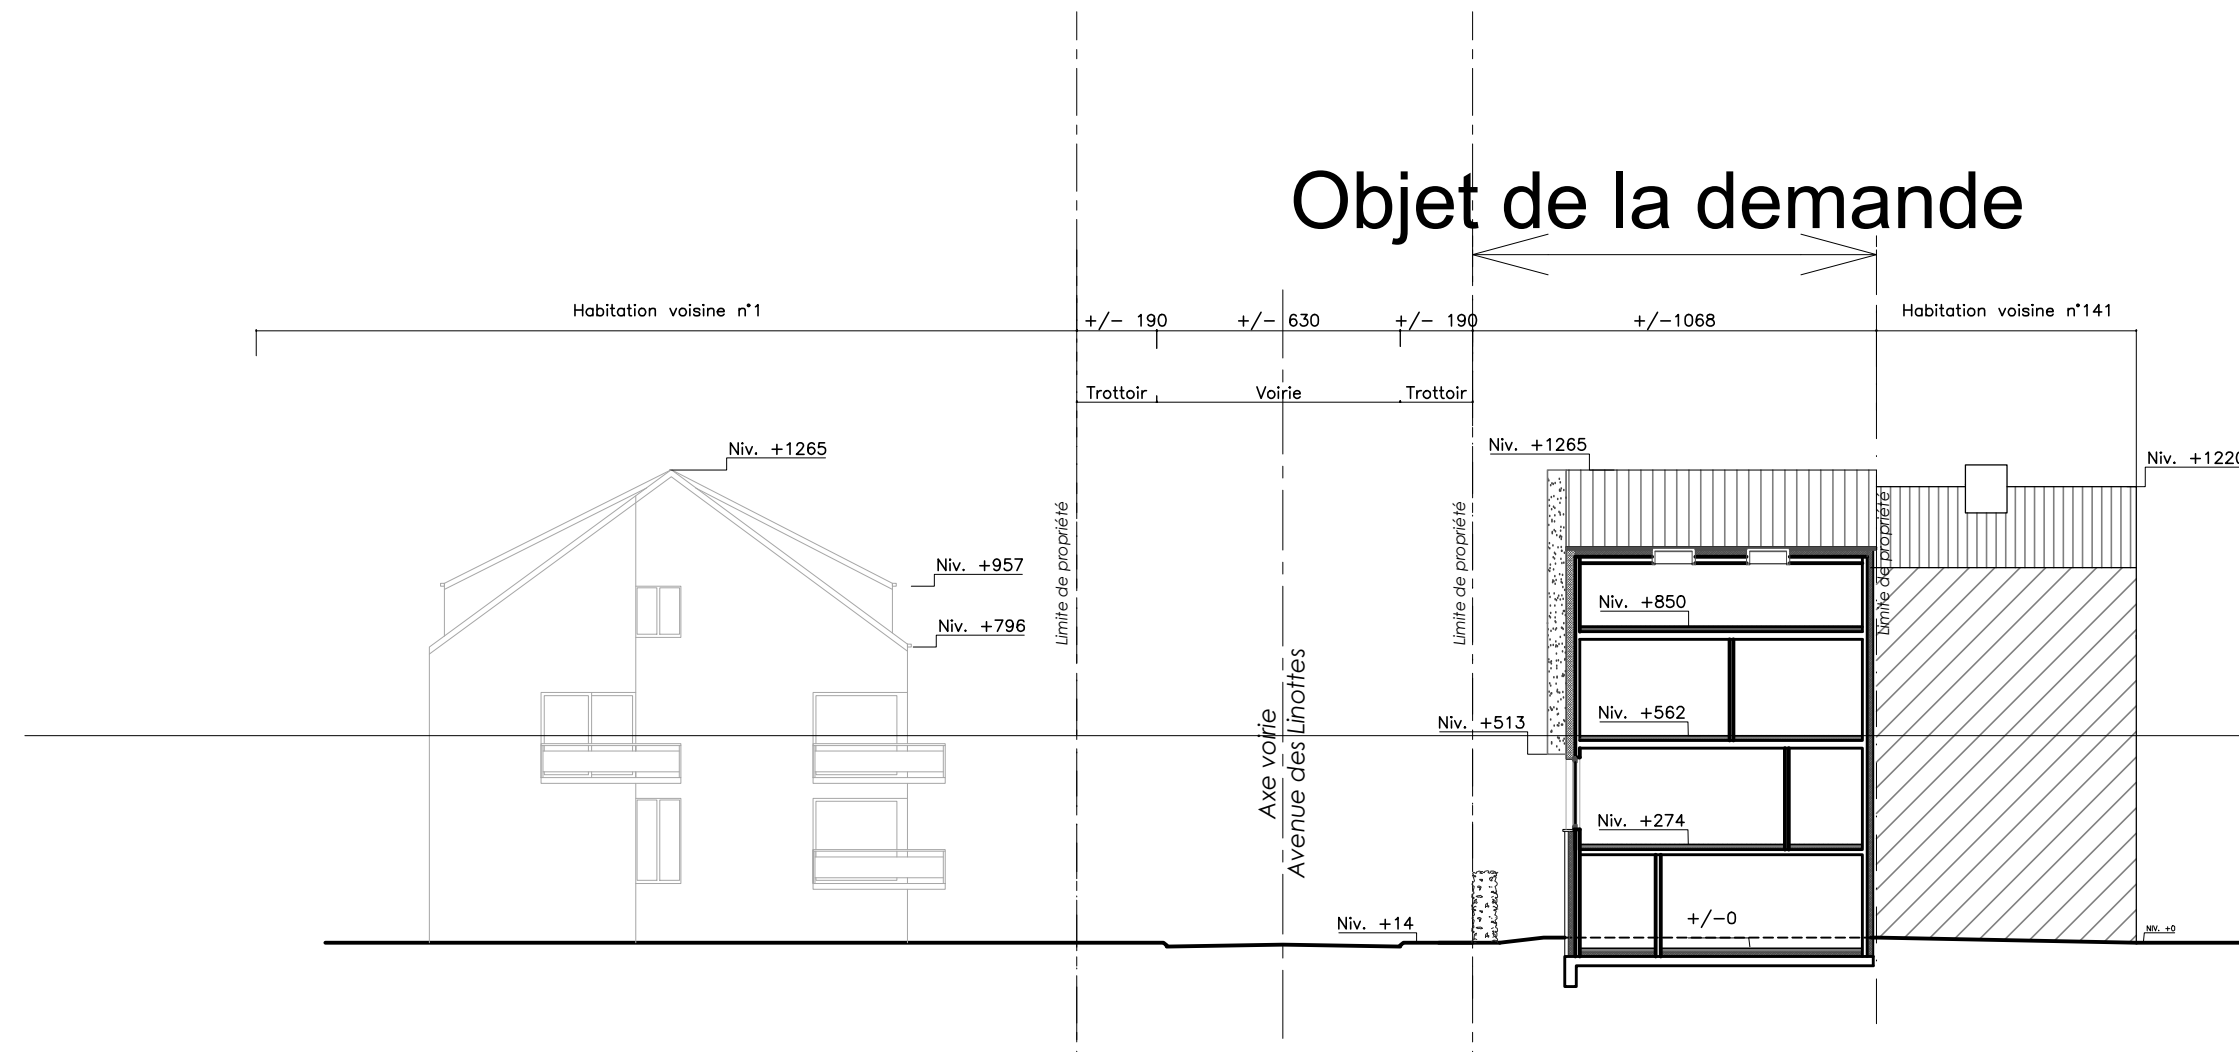 Objet de la demande
Habitation voisine n°1
+/- 190
+/- 630
+/- 190
+/-1068
Habitation voisine n°141
Trottoir
Voirie
Trottoir
Niv. +1265
Niv. +1265
Niv. +1220
Limite de propriété
Limite de propriété
Limite de propriété
Niv. +957
Niv. +796
Niv. +850
Axe voirie
Avenue des Linottes
Niv. +513
Niv. +562
Niv. +274
Niv. +14
+/-0
Niv. +0